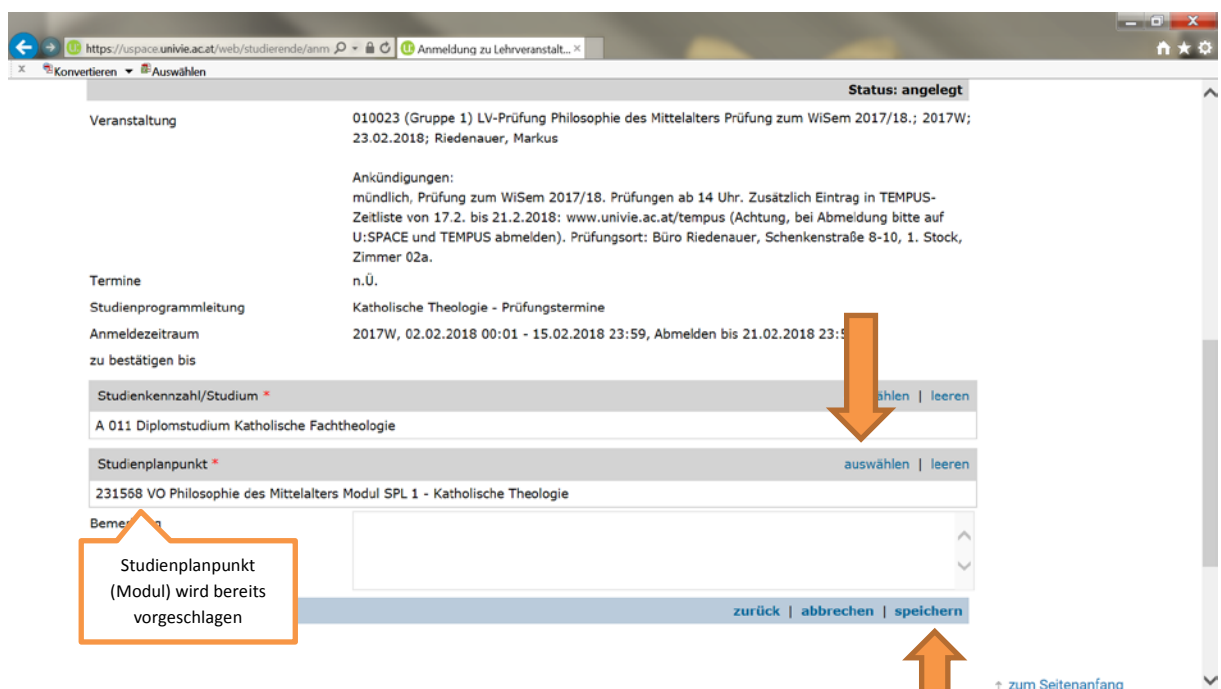 https://uspace.univie.ac.at/web/studierende/anm
Anmeldung zu Lehrveranstalt... ×
x Konvertieren Auswählen
Status: angelegt
Veranstaltung 010023 (Gruppe 1) LV-Prüfung Philosophie des Mittelalters Prüfung zum WiSem 2017/18.; 2017W;
23.02.2018; Riedenauer, Markus
Ankündigungen:
mündlich, Prüfung zum WiSem 2017/18. Prüfungen ab 14 Uhr. Zusätzlich Eintrag in TEMPUS-
Zeitliste von 17.2. bis 21.2.2018: www.univie.ac.at/tempus (Achtung, bei Abmeldung bitte auf
U:SPACE und TEMPUS abmelden). Prüfungsort: Büro Riedenauer, Schenkenstraße 8-10, 1. Stock,
Zimmer 02a.
Termine n.Ü.
Studienprogrammleitung Katholische Theologie - Prüfungstermine
Anmeldezeitraum 2017W, 02.02.2018 00:01 - 15.02.2018 23:59, Abmelden bis 21.02.2018
zu bestätigen bis
Studienkennzahl/Studium * | leeren
A 011 Diplomstudium Katholische Fachtheologie
Studienplanpunkt * auswählen | leeren
231568 VO Philosophie des Mittelalters Modul SPL 1 - Katholische Theologie
Studienplanpunkt
(Modul) wird bereits
vorgeschlagen
zurück | abbrechen | speichern
↑ zum Seitenanfang